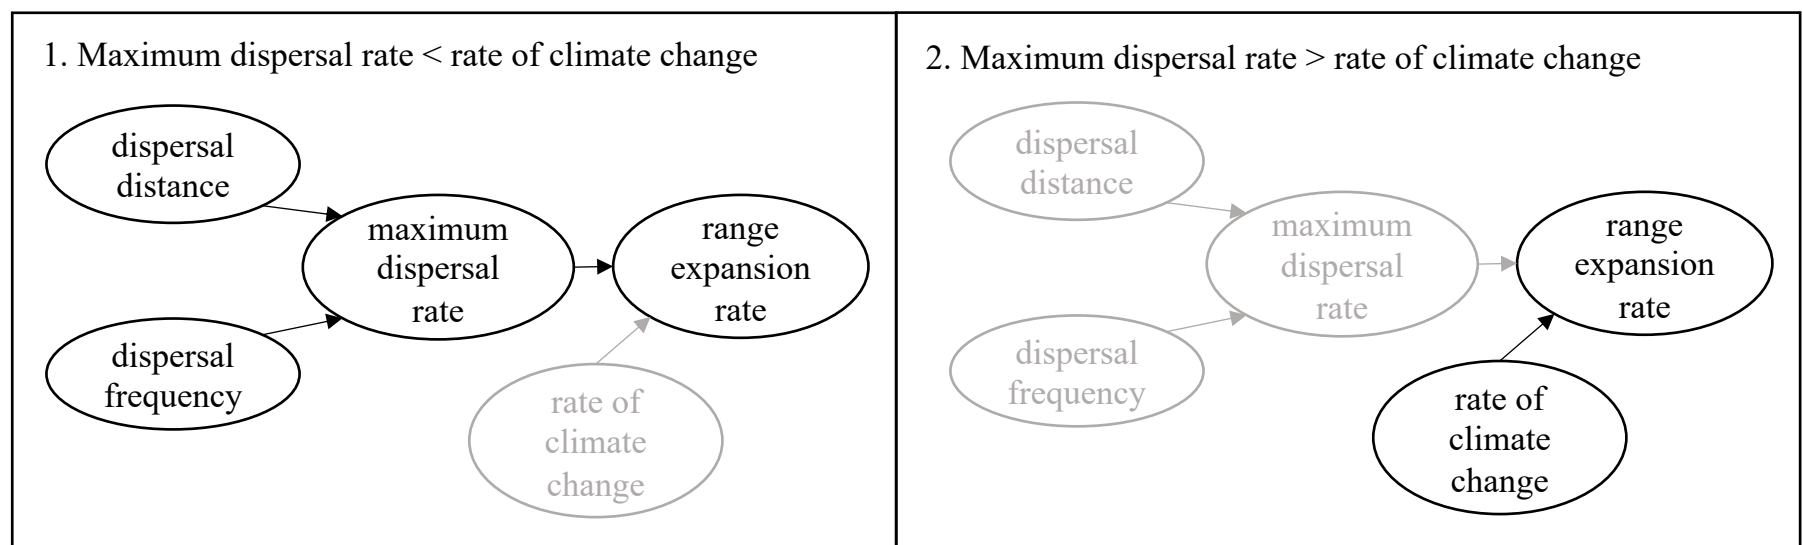 1. Maximum dispersal rate < rate of climate change
dispersal
distance
maximum
dispersal
rate
range
expansion
rate
dispersal
frequency
rate of
climate
change
2. Maximum dispersal rate > rate of climate change
dispersal
distance
maximum
dispersal
rate
range
expansion
rate
dispersal
frequency
rate of
climate
change